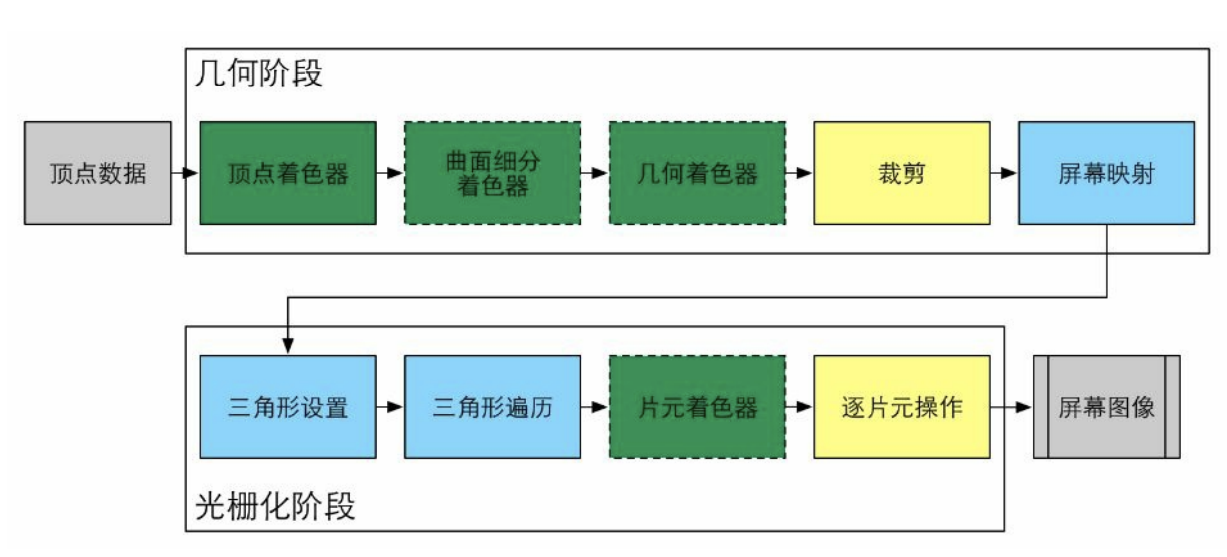 几何阶段
顶点数据
顶点着色器
曲面细分
着色器
几何着色器
裁剪
屏幕映射
三角形设置
三角形遍历
片元着色器
逐片元操作
屏幕图像
光栅化阶段